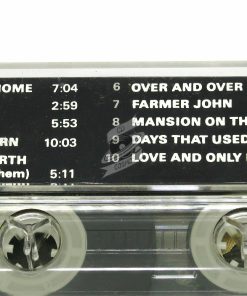 HOME 7:04 6 OVER AND OVER
2:59 7 FARMER JOHN
5:53 8 MANSION ON TH
RN 10:03 9 DAYS THAT USED
RTH 10 LOVE AND ONLY
hem) 5:11